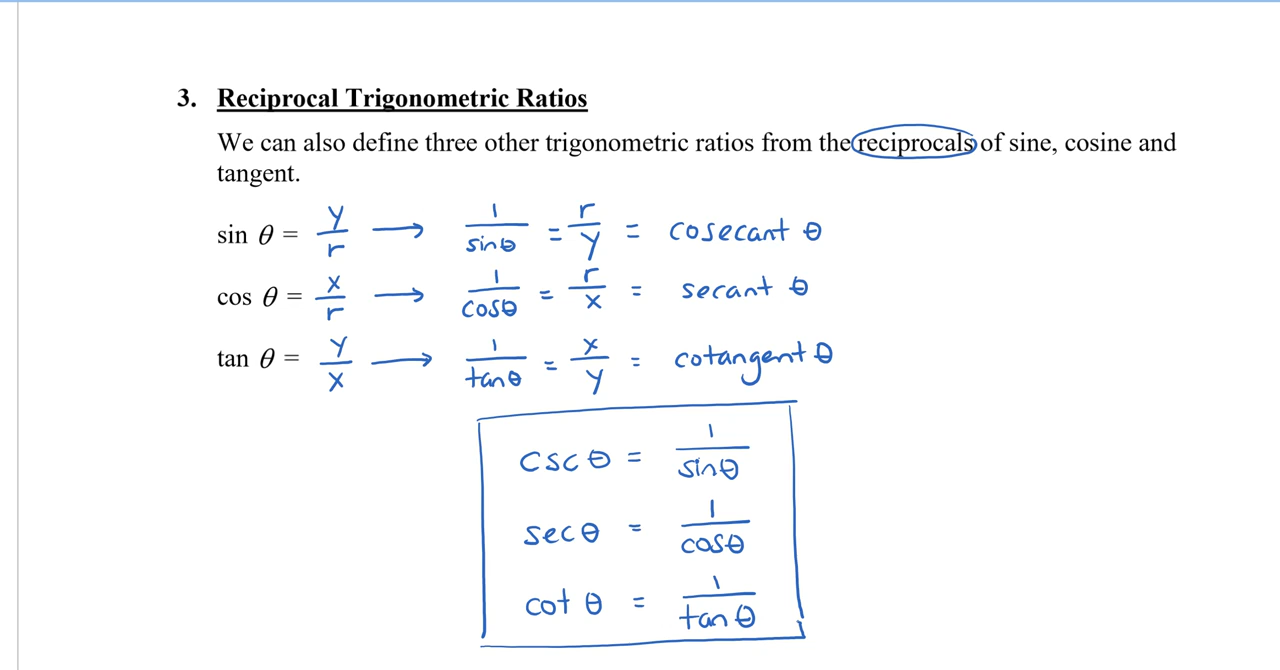 3. Reciprocal Trigonometric Ratios
We can also define three other trigonometric ratios from the reciprocals of sine, cosine and
tangent.
sin θ = y/r → 1/sinθ = r/y = cosecant θ
cos θ = x/r → 1/cosθ = r/x = secant θ
tan θ = y/x → 1/tanθ = x/y = cotangent θ
csc θ = 1/sinθ
sec θ = 1/cosθ
cot θ = 1/tan θ